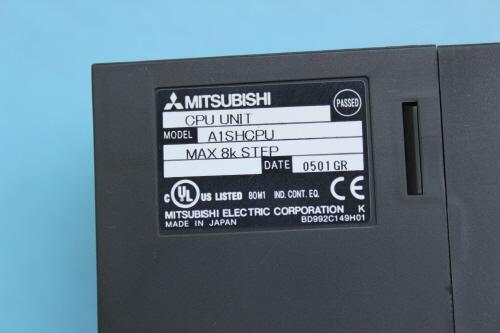 MITSUBISHI
PASSED
CPU UNIT
MODEL A1SHCPU
MAX 8k STEP
DATE 0501GR
C UL US LISTED 80M1 IND. CONT. EQ. CE
MITSUBISHI ELECTRIC CORPORATION K
MADE IN JAPAN BD992C149H01